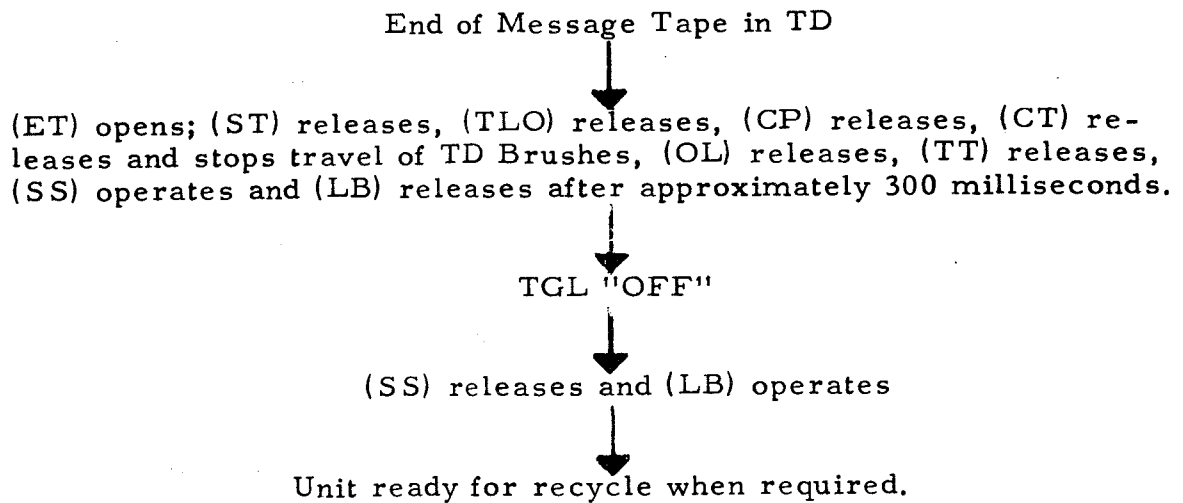 End of Message Tape in TD
(ET) opens; (ST) releases, (TLO) releases, (CP) releases, (CT) re-
leases and stops travel of TD Brushes, (OL) releases, (TT) releases,
(SS) operates and (LB) releases after approximately 300 milliseconds.
TGL "OFF"
(SS) releases and (LB) operates
Unit ready for recycle when required.